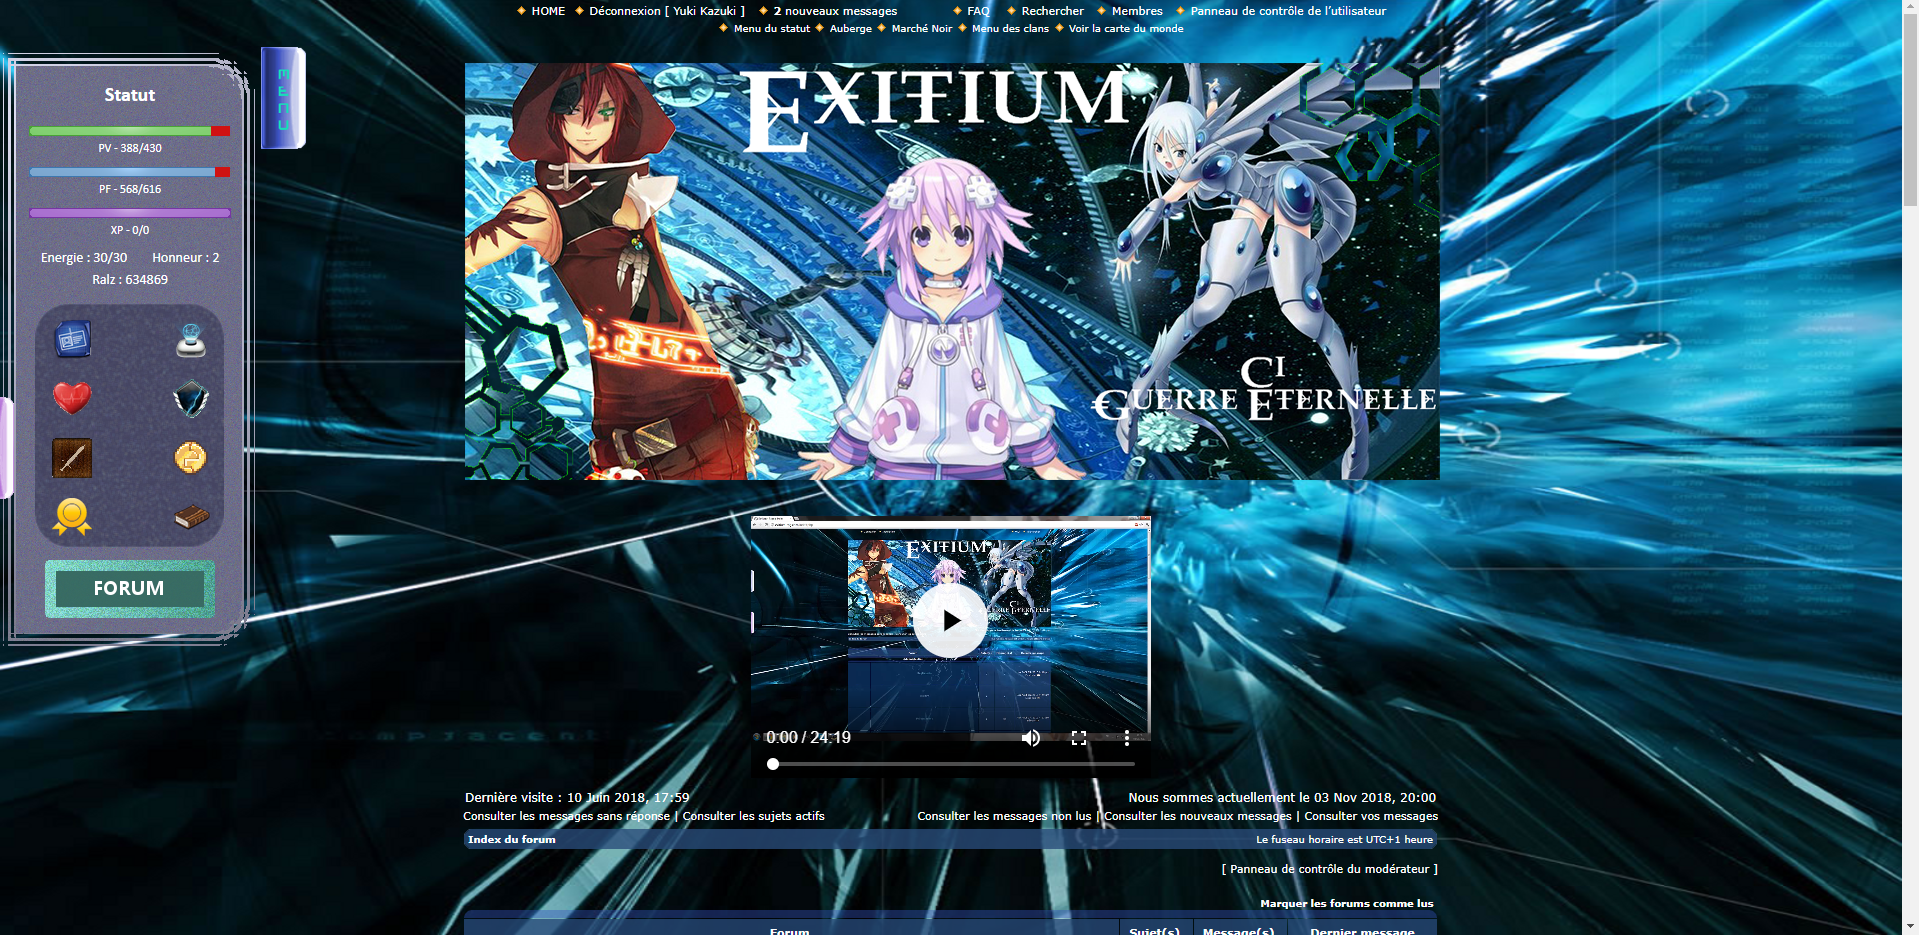 HOME Déconnexion [ Yuki Kazuki ] 2 nouveaux messages FAQ Rechercher Membres Panneau de contrôle de l'utilisateur
Menu du statut Auberge Marché Noir Menu des clans Voir la carte du monde
MENU
Statut
PV - 388/430
PF - 568/616
XP - 0/0
Energie : 30/30 Honneur : 2
Ralz : 634869
FORUM
EXITIUM
CI
GUERRE ETERNELLE
EXITIUM
CI
GUERRE ETERNELLE
0:00 / 24:19
complacent
Dernière visite : 10 Juin 2018, 17:59
Nous sommes actuellement le 03 Nov 2018, 20:00
Consulter les messages sans réponse | Consulter les sujets actifs
Consulter les messages non lus | Consulter les nouveaux messages | Consulter vos messages
Index du forum
Le fuseau horaire est UTC+1 heure
[ Panneau de contrôle du modérateur ]
Marquer les forums comme lus
Forum Sujet(s) Message(s) Dernier message